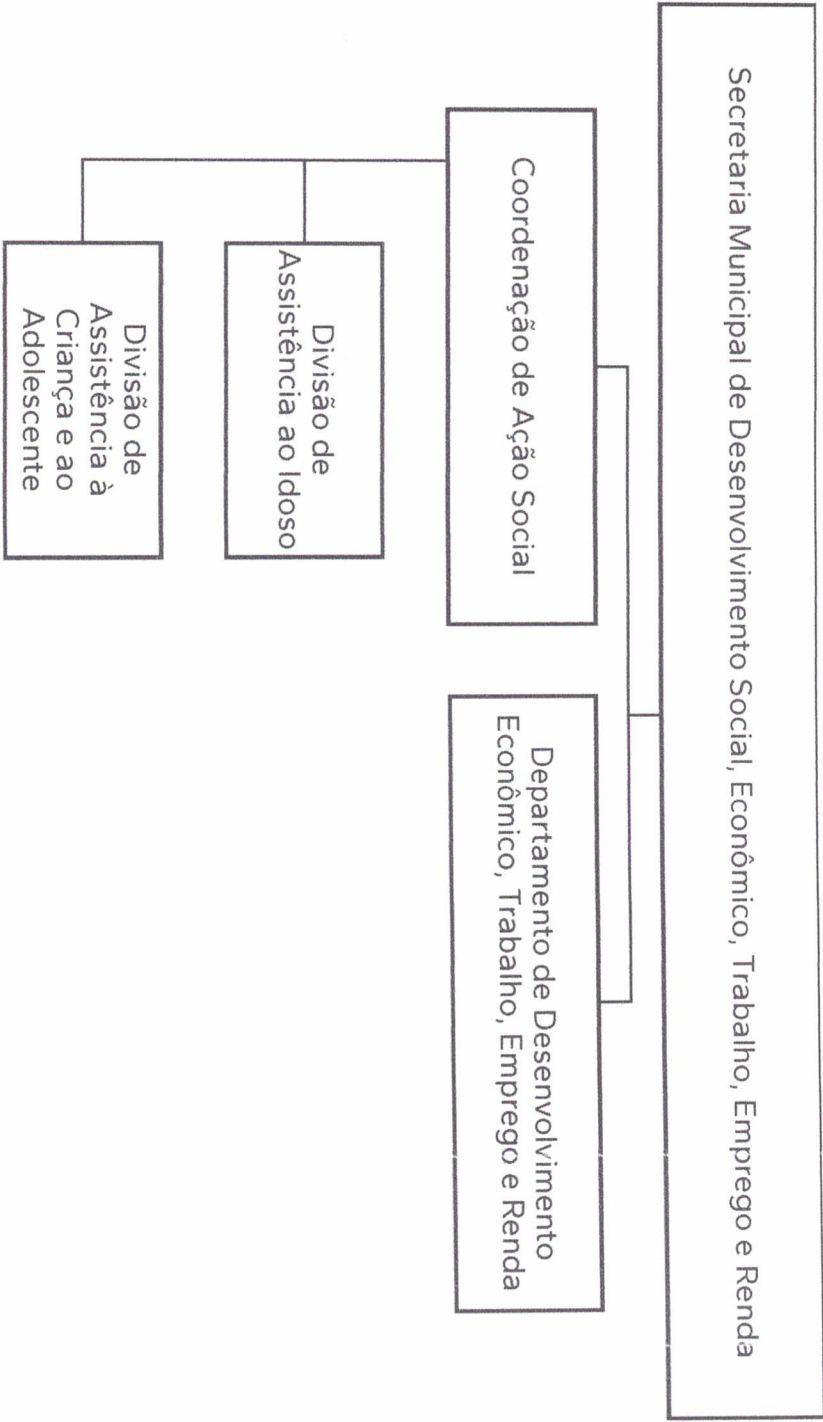 Secretaria Municipal de Desenvolvimento Social, Econômico, Trabalho, Emprego e Renda
Coordenação de Ação Social
Departamento de Desenvolvimento
Econômico, Trabalho, Emprego e Renda
Divisão de
Assistência ao Idoso
Divisão de
Assistência à
Criança e ao
Adolescente